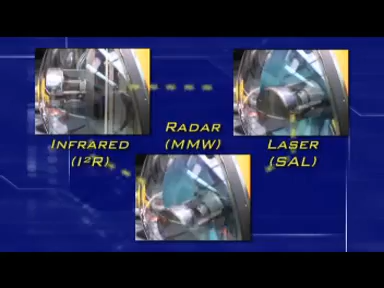 Infrared
(I²R)
Radar
(MMW)
Laser
(SAL)